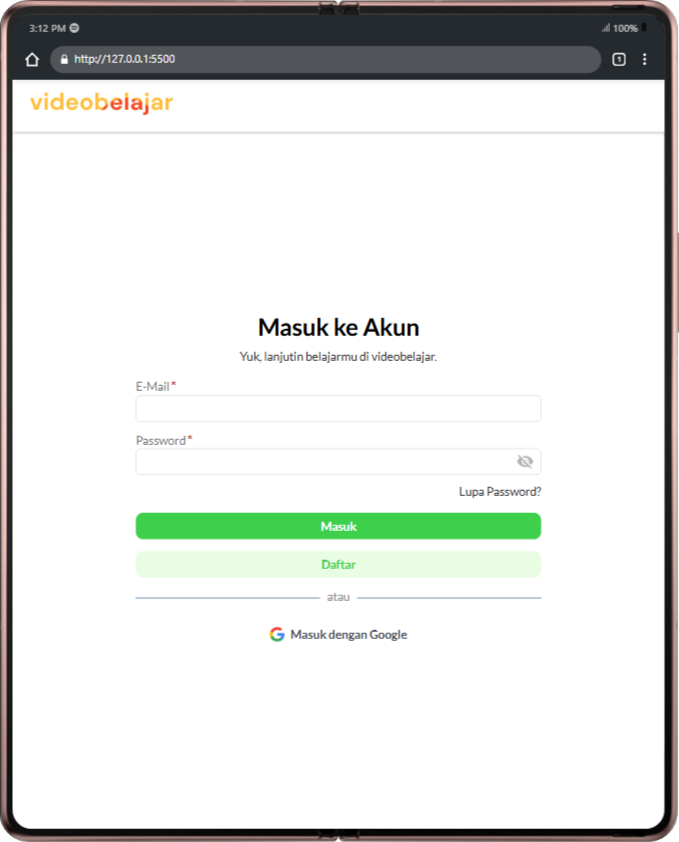 3:12 PM
100%
http://127.0.0.1:5500
1
videobelajar
Masuk ke Akun
Yuk, lanjutin belajarmu di videobelajar.
E-Mail*
Password*
Lupa Password?
Masuk
Daftar
atau
G Masuk dengan Google